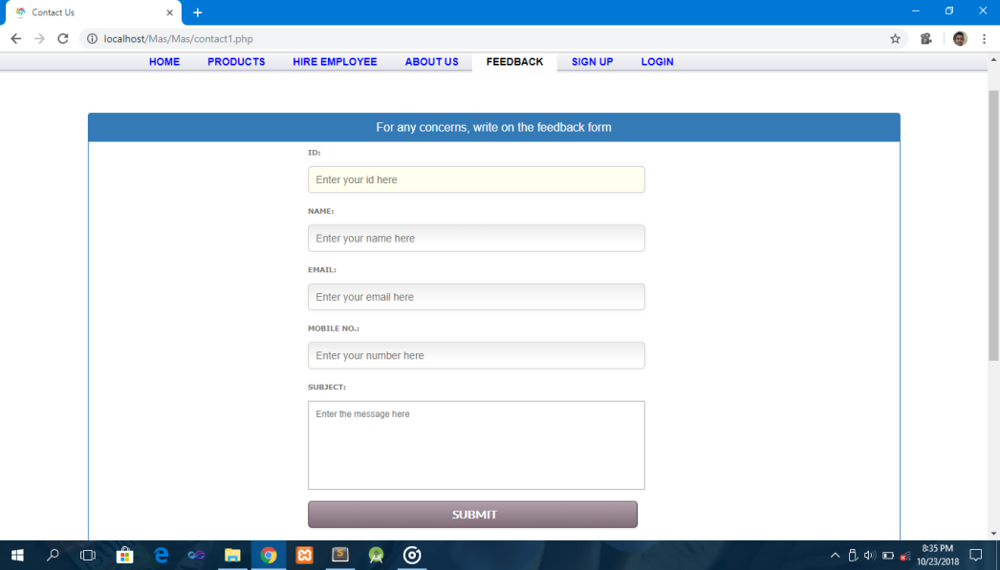 Contact Us
localhost/Mas/Mas/contact1.php
HOME PRODUCTS HIRE EMPLOYEE ABOUT US FEEDBACK SIGN UP LOGIN
For any concerns, write on the feedback form
ID:
Enter your id here
NAME:
Enter your name here
EMAIL:
Enter your email here
MOBILE NO.:
Enter your number here
SUBJECT:
Enter the message here
SUBMIT
8:35 PM
10/23/2018